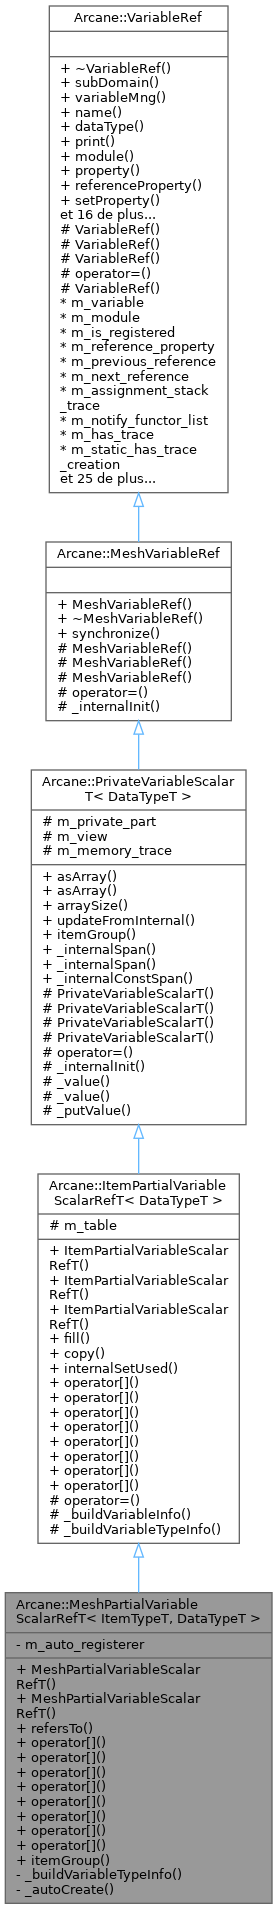 Arcane::VariableRef
+ ~VariableRef()
+ subDomain()
+ variableMng()
+ name()
+ dataType()
+ print()
+ module()
+ property()
+ referenceProperty()
+ setProperty()
et 16 de plus...
# VariableRef()
# VariableRef()
# VariableRef()
# operator=()
# VariableRef()
* m_variable
* m_module
* m_is_registered
* m_reference_property
* m_previous_reference
* m_next_reference
* m_assignment_stack
_trace
* m_notify_functor_list
* m_has_trace
* m_static_has_trace
_creation
et 25 de plus...
Arcane::MeshVariableRef
+ MeshVariableRef()
+ ~MeshVariableRef()
+ synchronize()
# MeshVariableRef()
# MeshVariableRef()
# MeshVariableRef()
# operator=()
# _internalInit()
Arcane::PrivateVariableScalar
T< DataTypeT >
# m_private_part
# m_view
# m_memory_trace
+ asArray()
+ asArray()
+ arraySize()
+ updateFromInternal()
+ itemGroup()
+ _internalSpan()
+ _internalSpan()
+ _internalConstSpan()
# PrivateVariableScalarT()
# PrivateVariableScalarT()
# PrivateVariableScalarT()
# PrivateVariableScalarT()
# operator=()
# _internalInit()
# _value()
# _value()
# _putValue()
Arcane::ItemPartialVariable
ScalarRefT< DataTypeT >
# m_table
+ ItemPartialVariableScalar
RefT()
+ ItemPartialVariableScalar
RefT()
+ ItemPartialVariableScalar
RefT()
+ fill()
+ copy()
+ internalSetUsed()
+ operator[]()
+ operator[]()
+ operator[]()
+ operator[]()
+ operator[]()
+ operator[]()
+ operator[]()
+ operator[]()
# operator=()
# _buildVariableInfo()
# _buildVariableTypeInfo()
Arcane::MeshPartialVariable
ScalarRefT< ItemTypeT, DataTypeT >
- m_auto_registerer
+ MeshPartialVariableScalar
RefT()
+ MeshPartialVariableScalar
RefT()
+ refersTo()
+ operator[]()
+ operator[]()
+ operator[]()
+ operator[]()
+ operator[]()
+ operator[]()
+ operator[]()
+ operator[]()
+ itemGroup()
- _buildVariableTypeInfo()
- _autoCreate()